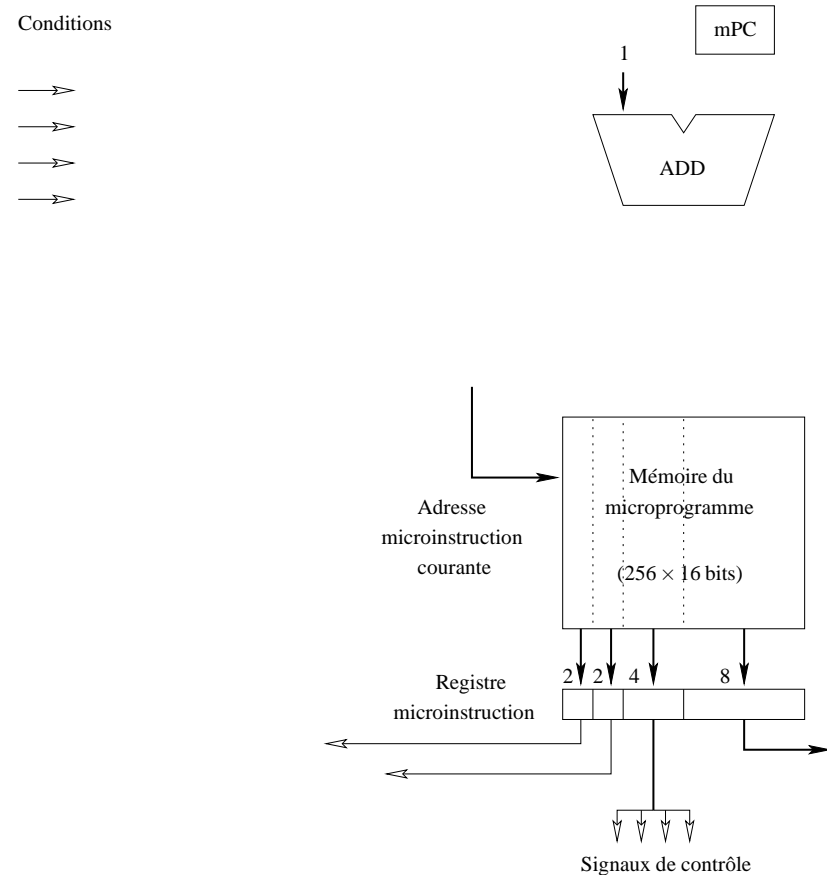 Conditions
mPC
1
ADD
Mémoire du
microprogramme
(256 × 16 bits)
Adresse
microinstruction
courante
2 2 4 8
Registre
microinstruction
Signaux de contrôle